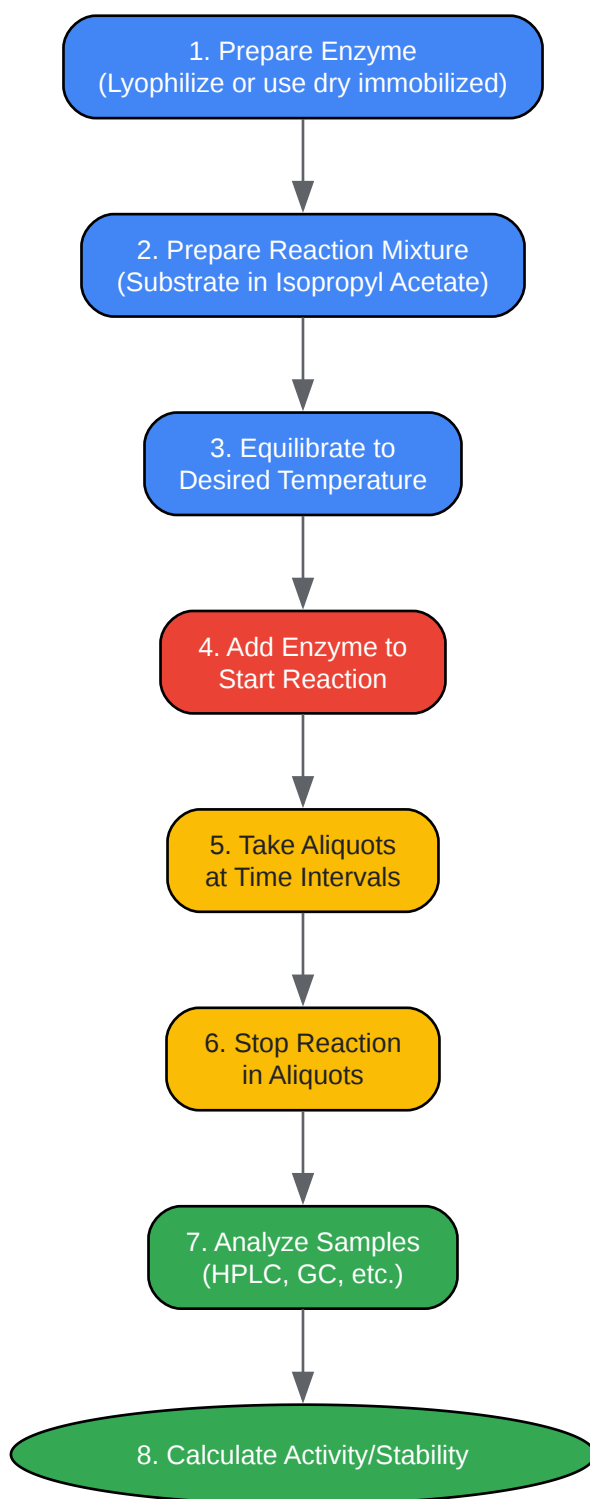 1. Prepare Enzyme
(Lyophilize or use dry immobilized)
2. Prepare Reaction Mixture
(Substrate in Isopropyl Acetate)
3. Equilibrate to
Desired Temperature
4. Add Enzyme to
Start Reaction
5. Take Aliquots
at Time Intervals
6. Stop Reaction
in Aliquots
7. Analyze Samples
(HPLC, GC, etc.)
8. Calculate Activity/Stability